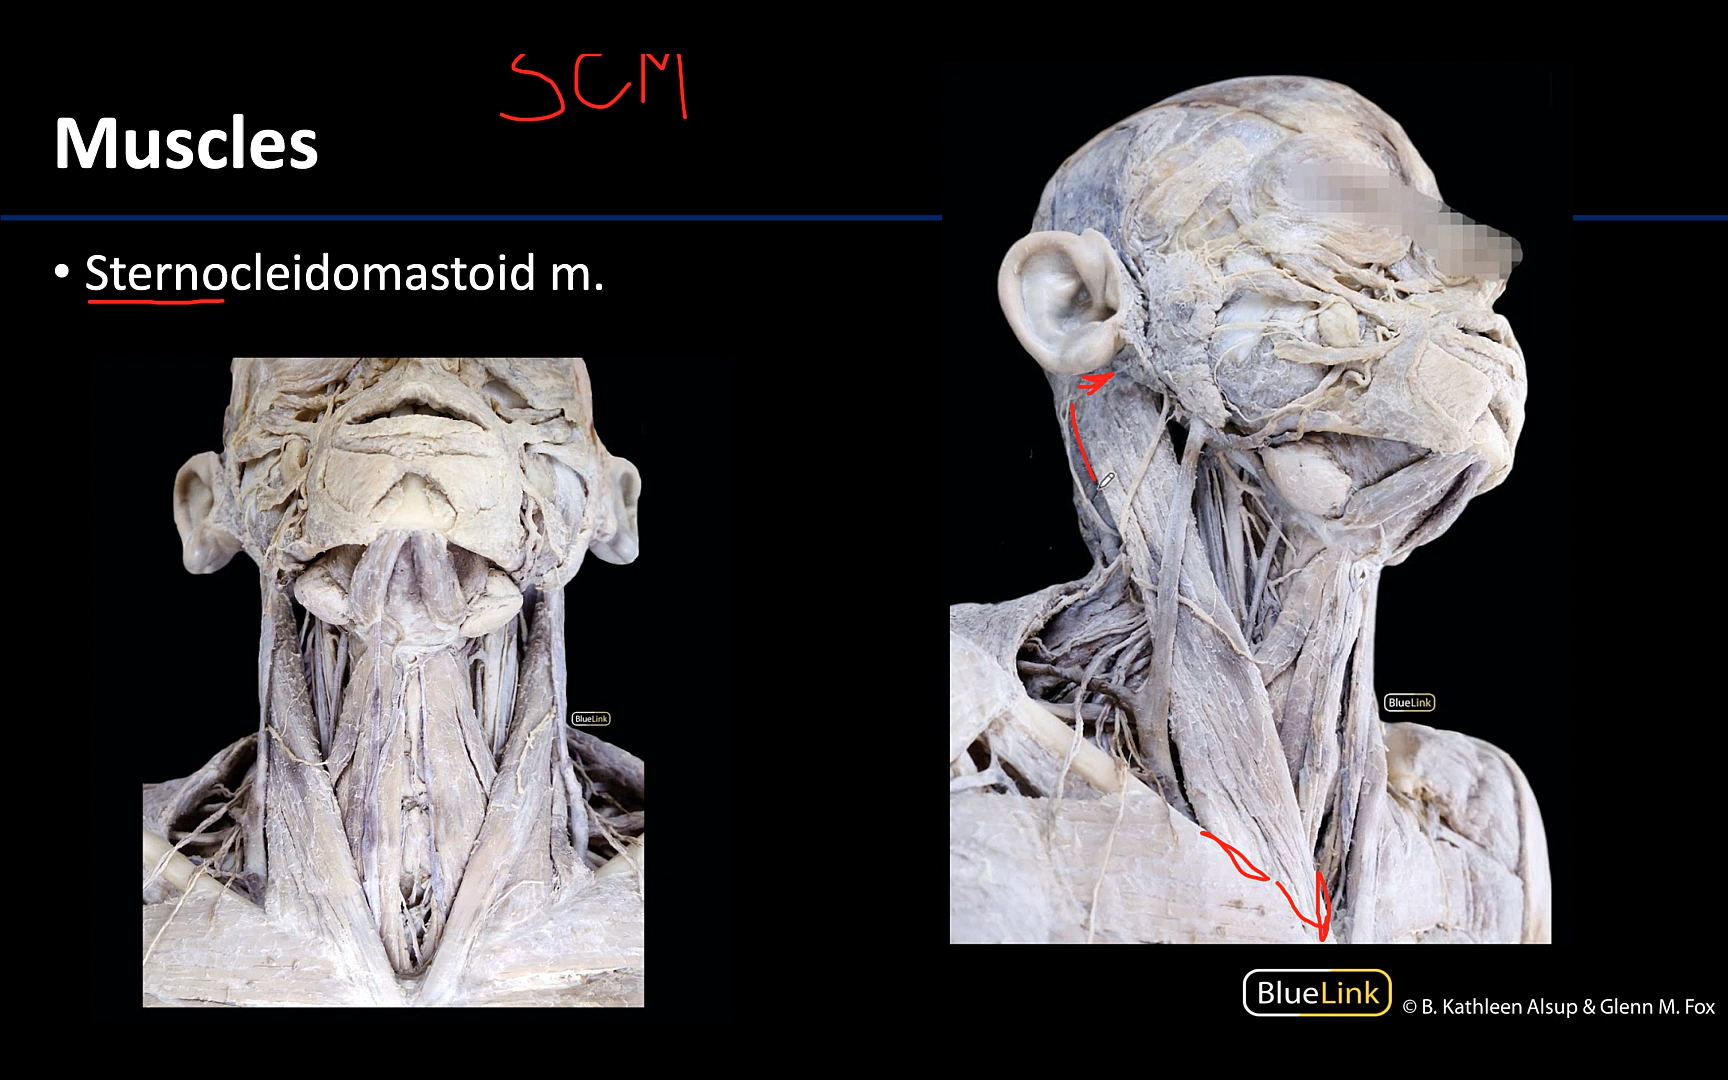 SCM
Muscles
• Sternocleidomastoid m.
BlueLink
BlueLink
BlueLink © B. Kathleen Alsup & Glenn M. Fox